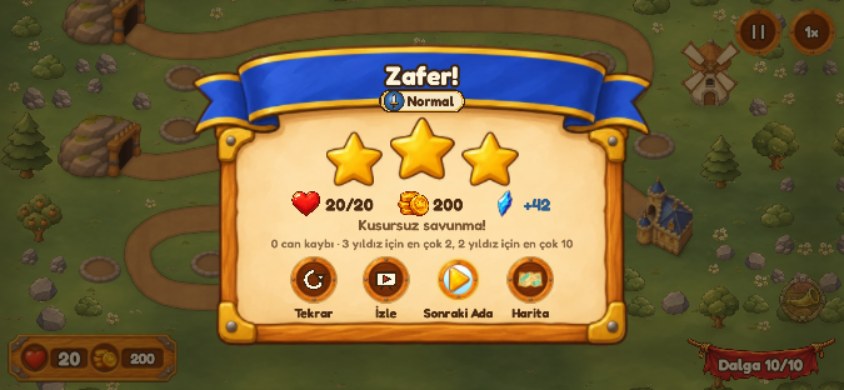 1x
Zafer!
Normal
20/20 200 +42
Kusursuz savunma!
0 can kaybı · 3 yıldız için en çok 2, 2 yıldız için en çok 10
Tekrar İzle Sonraki Ada Harita
20 200
Dalga 10/10